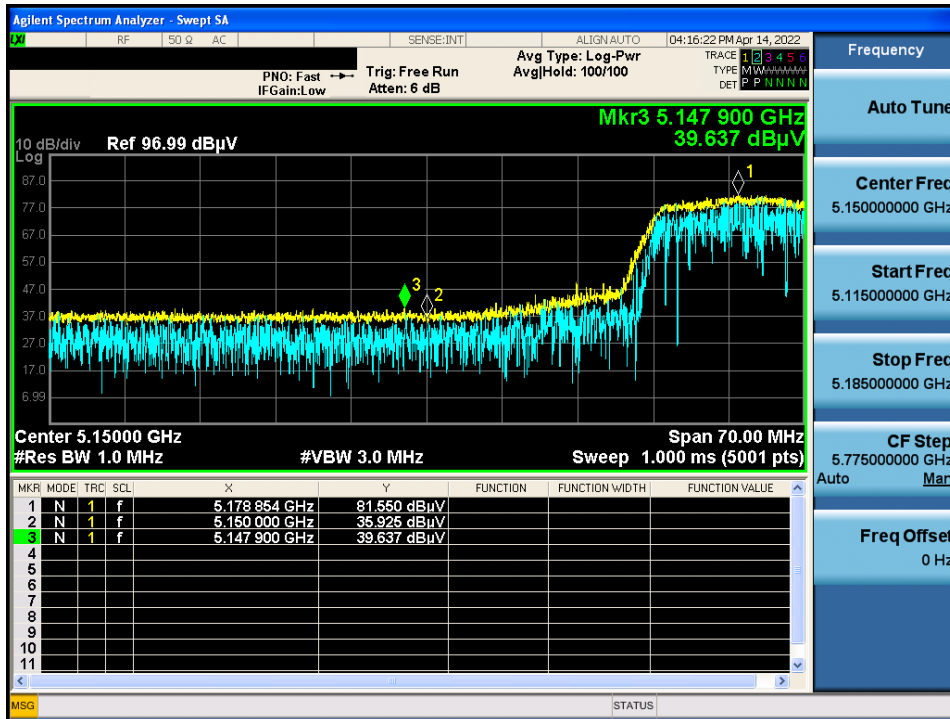 Agilent Spectrum Analyzer - Swept SA
LXI RF 50 Ω AC SENSE:INT ALIGN AUTO 04:16:22 PM Apr 14, 2022
PNO: Fast Trig: Free Run Avg Type: Log-Pwr TRACE 1 2 3 4 5 6
IFGain:Low Atten: 6 dB Avg|Hold: 100/100 TYPE M W W W W W
DET P P N N N N
Mkr3 5.147 900 GHz
39.637 dBµV
10 dB/div Ref 96.99 dBµV
Log
87.0
77.0
67.0
57.0
47.0
37.0
27.0
17.0
6.99
1
3
2
Center 5.15000 GHz Span 70.00 MHz
#Res BW 1.0 MHz #VBW 3.0 MHz Sweep 1.000 ms (5001 pts)
MKR MODE TRC SCL X Y FUNCTION FUNCTION WIDTH FUNCTION VALUE
1 N 1 f 5.178 854 GHz 81.550 dBµV
2 N 1 f 5.150 000 GHz 35.925 dBµV
3 N 1 f 5.147 900 GHz 39.637 dBµV
4
5
6
7
8
9
10
11
MSG STATUS
Frequency
Auto Tune
Center Freq
5.150000000 GHz
Start Freq
5.115000000 GHz
Stop Freq
5.185000000 GHz
CF Step
5.775000000 GHz
Auto Man
Freq Offset
0 Hz